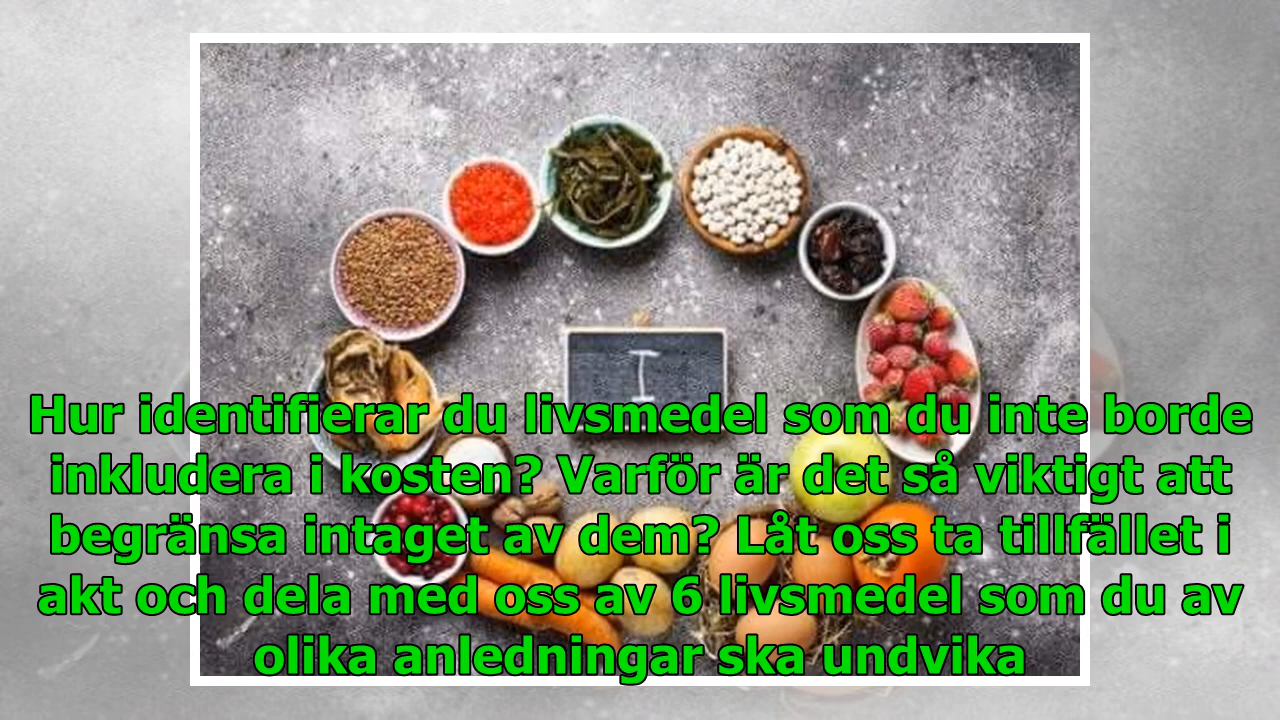 I
Hur identifierar du livsmedel som du inte borde
inkludera i kosten? Varför är det så viktigt att
begränsa intaget av dem? Låt oss ta tillfället i
akt och dela med oss av 6 livsmedel som du av
olika anledningar ska undvika